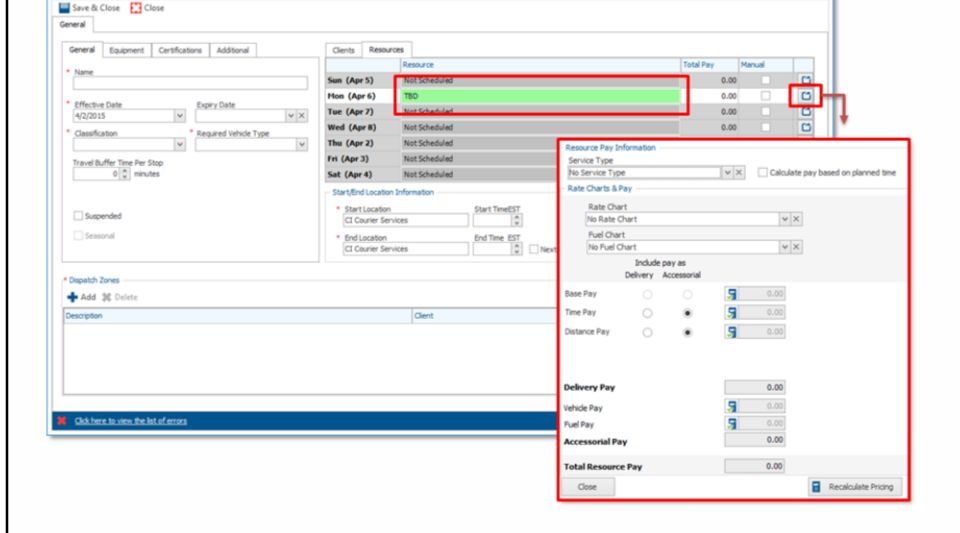 Save & Close Close
General
General Equipment Certifications Additional
* Name
* Effective Date Expiry Date
4/2/2015
* Classification * Required Vehicle Type
Travel Buffer Time Per Stop
0 minutes
Suspended
Seasonal
Clients Resources
Resource Total Pay Manual
Sun (Apr 5) Not Scheduled 0.00
Mon (Apr 6) TBD 0.00
Tue (Apr 7) Not Scheduled 0.00
Wed (Apr 8) Not Scheduled 0.00
Thu (Apr 2) Not Scheduled
Fri (Apr 3) Not Scheduled
Sat (Apr 4) Not Scheduled
Start/End Location Information
* Start Location Start TimeEST
CI Courier Services
* End Location End Time EST
CI Courier Services Next
* Dispatch Zones
Add Delete
Description Client
Click here to view the list of errors
Resource Pay Information
Service Type
No Service Type Calculate pay based on planned time
Rate Charts & Pay
Rate Chart
No Rate Chart
Fuel Chart
No Fuel Chart
Include pay as
Delivery Accessorial
Base Pay 0.00
Time Pay 0.00
Distance Pay 0.00
Delivery Pay 0.00
Vehicle Pay 0.00
Fuel Pay 0.00
Accessorial Pay 0.00
Total Resource Pay 0.00
Close Recalculate Pricing